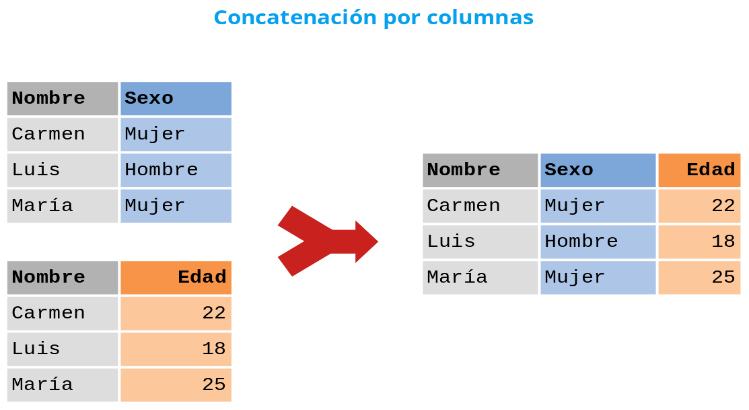 Concatenación por columnas
Nombre Sexo
Carmen Mujer
Luis Hombre
María Mujer
Nombre Edad
Carmen 22
Luis 18
María 25
Nombre Sexo Edad
Carmen Mujer 22
Luis Hombre 18
María Mujer 25